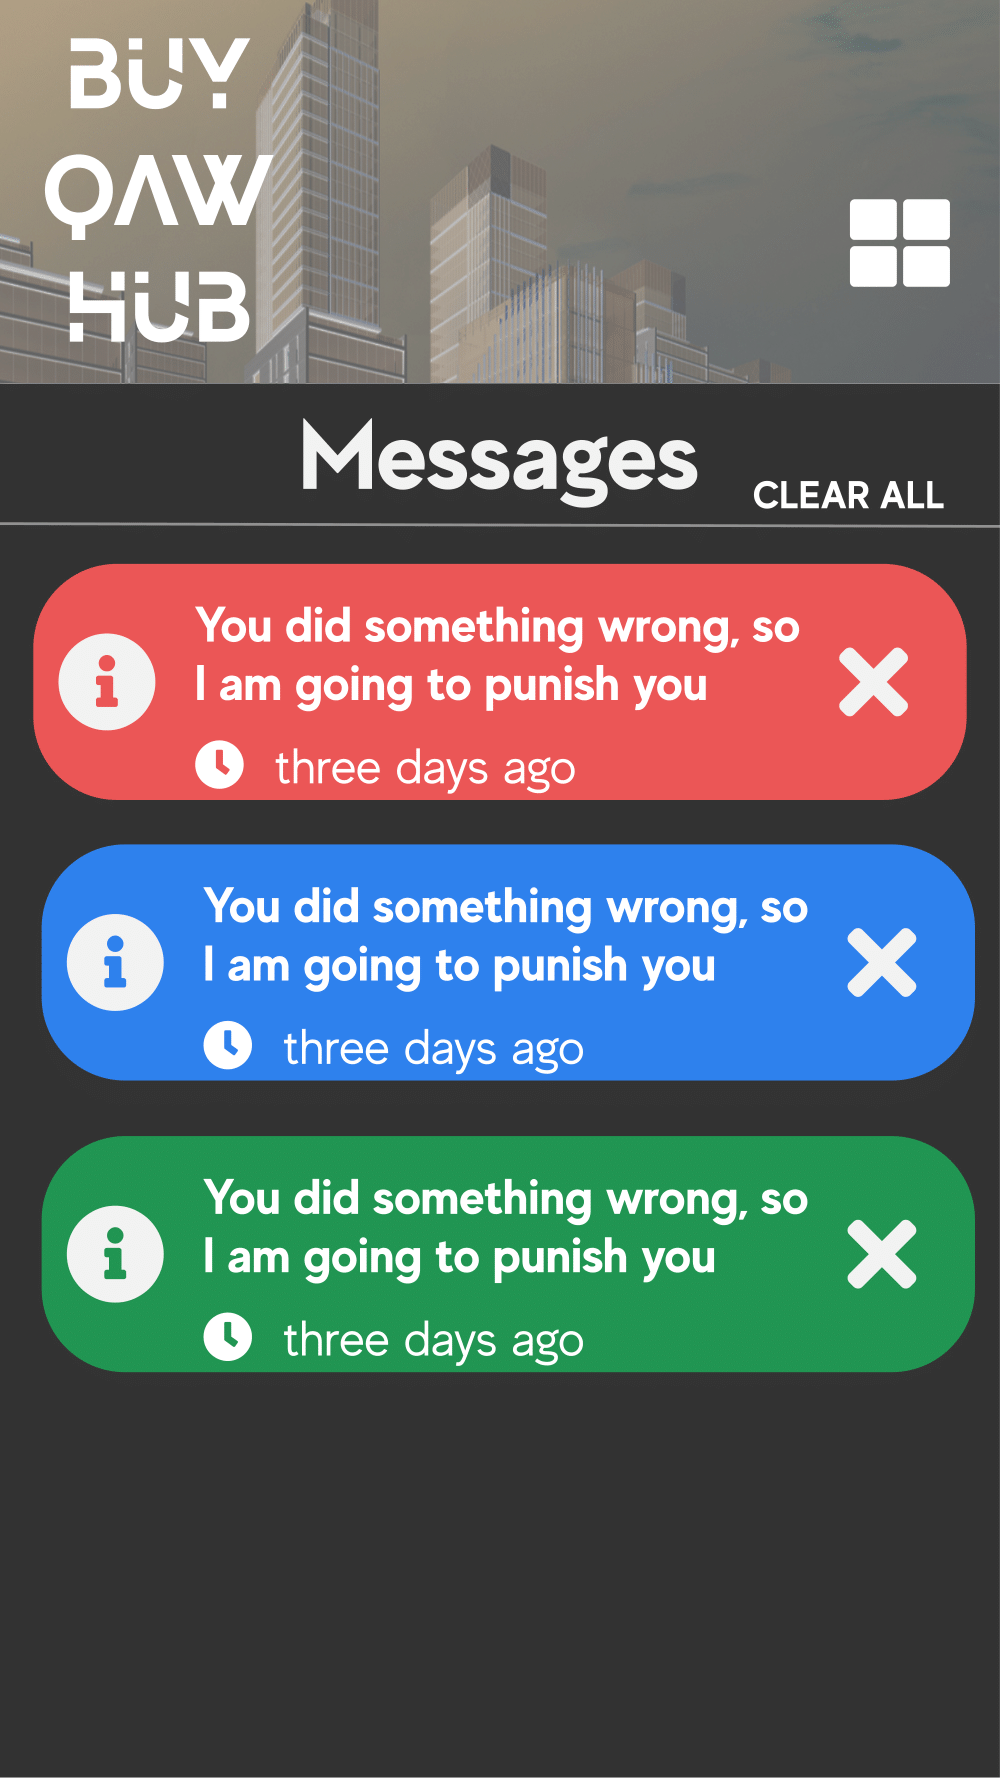 BUY
QAW
HUB
Messages
CLEAR ALL
You did something wrong, so
I am going to punish you
three days ago
You did something wrong, so
I am going to punish you
three days ago
You did something wrong, so
I am going to punish you
three days ago